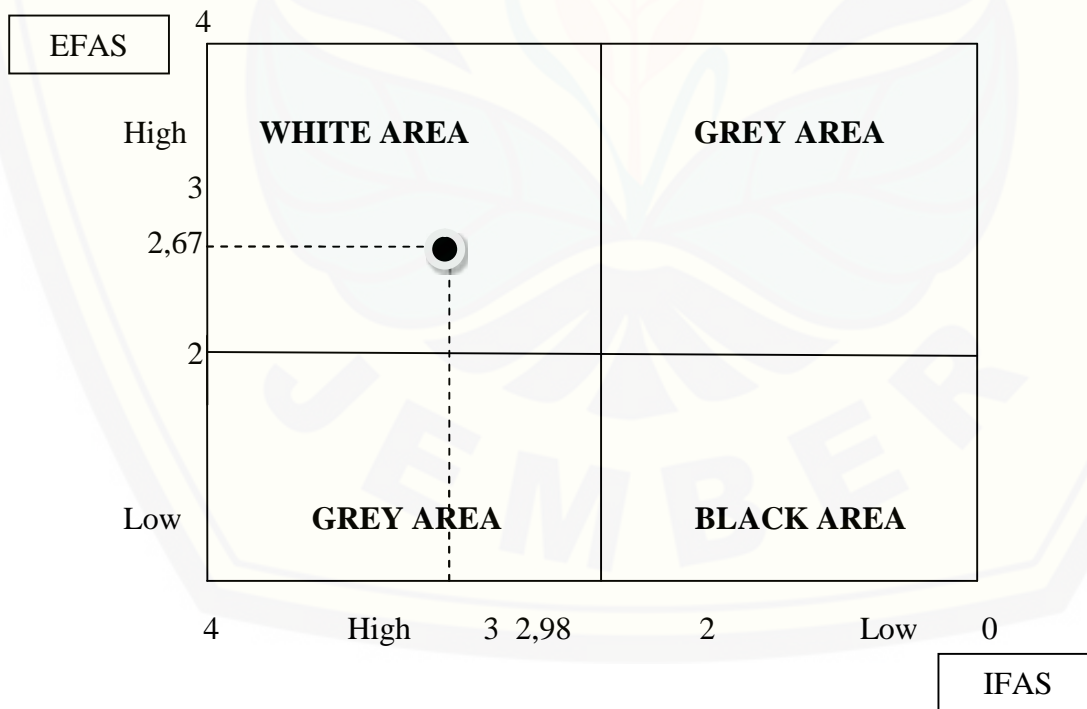 4
EFAS
High WHITE AREA GREY AREA
3
2,67
2
JEMBER
Low GREY AREA BLACK AREA
4 High 3 2,98 2 Low 0
IFAS